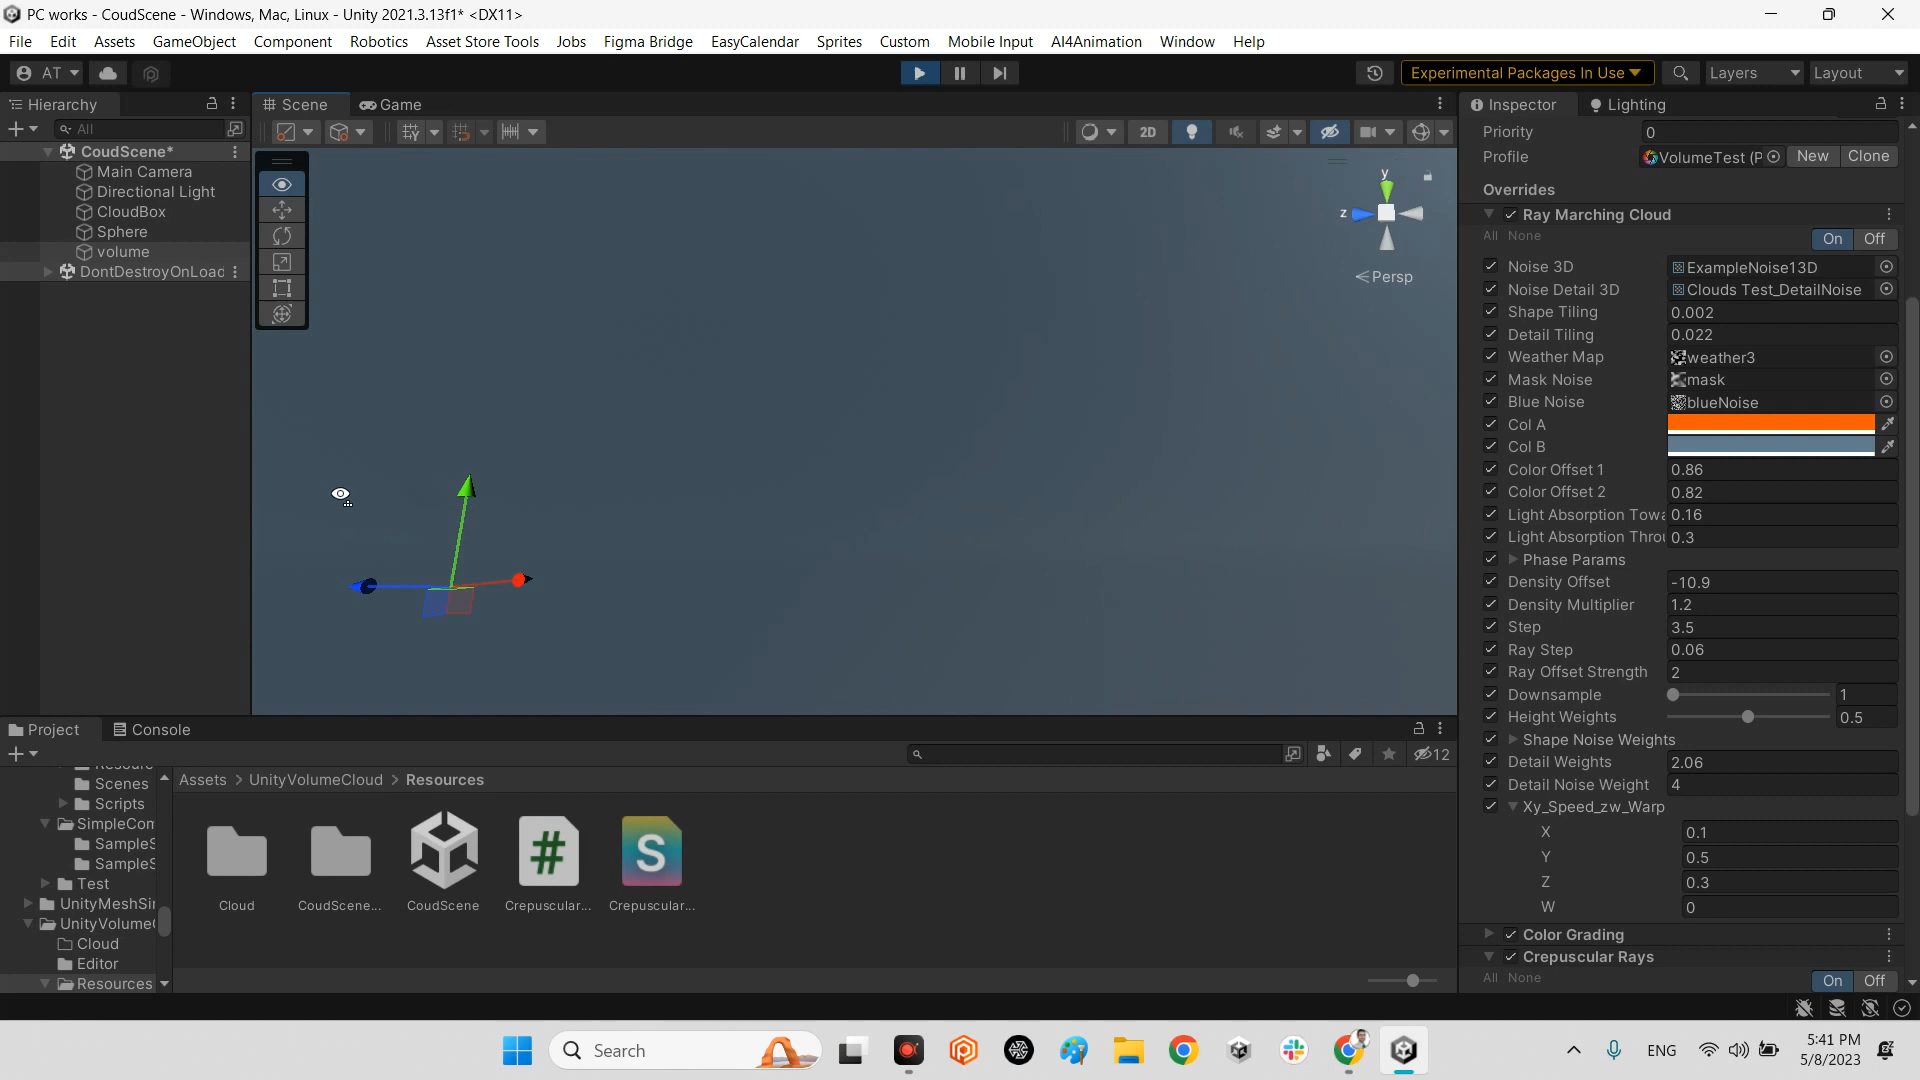 PC works - CoudScene - Windows, Mac, Linux - Unity 2021.3.13f1* <DX11>
File Edit Assets GameObject Component Robotics Asset Store Tools Jobs Figma Bridge EasyCalendar Sprites Custom Mobile Input AI4Animation Window Help
AT Experimental Packages In Use Layers Layout
Hierarchy
All
CoudScene*
Main Camera
Directional Light
CloudBox
Sphere
volume
DontDestroyOnLoad
Scene Game
2D
y
z
Persp
Inspector Lighting
Priority 0
Profile VolumeTest (P New Clone
Overrides
Ray Marching Cloud
All None On Off
Noise 3D ExampleNoise13D
Noise Detail 3D Clouds Test_DetailNoise
Shape Tiling 0.002
Detail Tiling 0.022
Weather Map weather3
Mask Noise mask
Blue Noise blueNoise
Col A
Col B
Color Offset 1 0.86
Color Offset 2 0.82
Light Absorption Towa 0.16
Light Absorption Throu 0.3
Phase Params
Density Offset -10.9
Density Multiplier 1.2
Step 3.5
Ray Step 0.06
Ray Offset Strength 2
Downsample 1
Height Weights 0.5
Shape Noise Weights
Detail Weights 2.06
Detail Noise Weight 4
Xy_Speed_zw_Warp
X 0.1
Y 0.5
Z 0.3
W 0
Color Grading
Crepuscular Rays
All None On Off
Project Console
12
Scenes
Scripts
SimpleCom
SampleS
SampleS
Test
UnityMeshSi
UnityVolume
Cloud
Editor
Resources
Assets > UnityVolumeCloud > Resources
Cloud CoudScene... CoudScene Crepuscular... Crepuscular...
Search
ENG
5:41 PM
5/8/2023